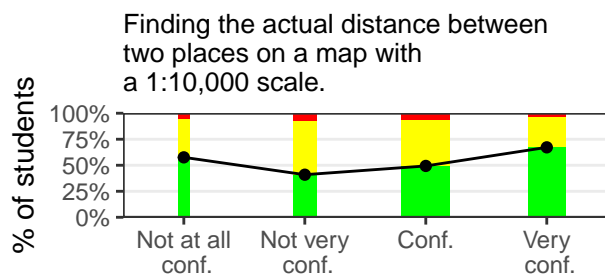 Finding the actual distance between
two places on a map with
a 1:10,000 scale.
% of students
100%
75%
50%
25%
0%
Not at all
conf.
Not very
conf.
Conf.
Very
conf.